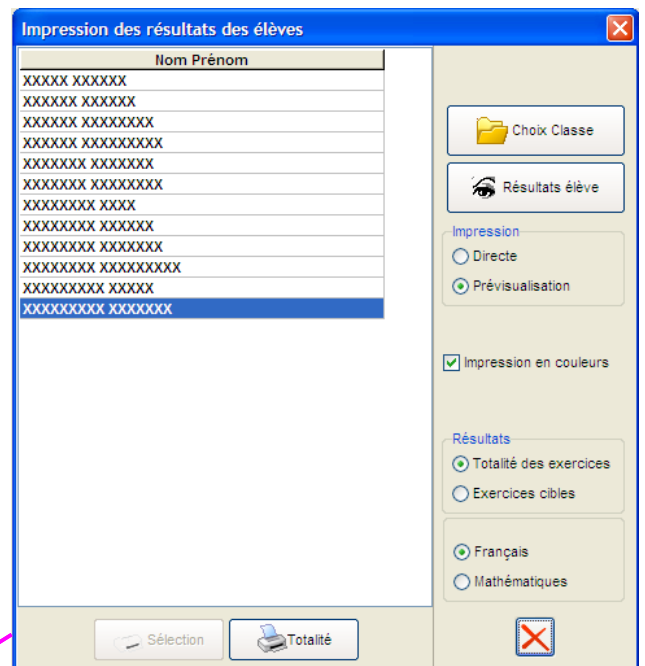 Impression des résultats des élèves
Nom Prénom
XXXXX XXXXXX
XXXXXX XXXXXX
XXXXXX XXXXXXXX
XXXXXX XXXXXXXXX
XXXXXXX XXXXXXX
XXXXXXX XXXXXXXX
XXXXXXXX XXXX
XXXXXXXX XXXXXX
XXXXXXXX XXXXXXX
XXXXXXXX XXXXXXXXX
XXXXXXXXX XXXXX
XXXXXXXXX XXXXXXX
Choix Classe
Résultats élève
Impression
Directe
Prévisualisation
Impression en couleurs
Résultats
Totalité des exercices
Exercices cibles
Français
Mathématiques
Sélection
Totalité